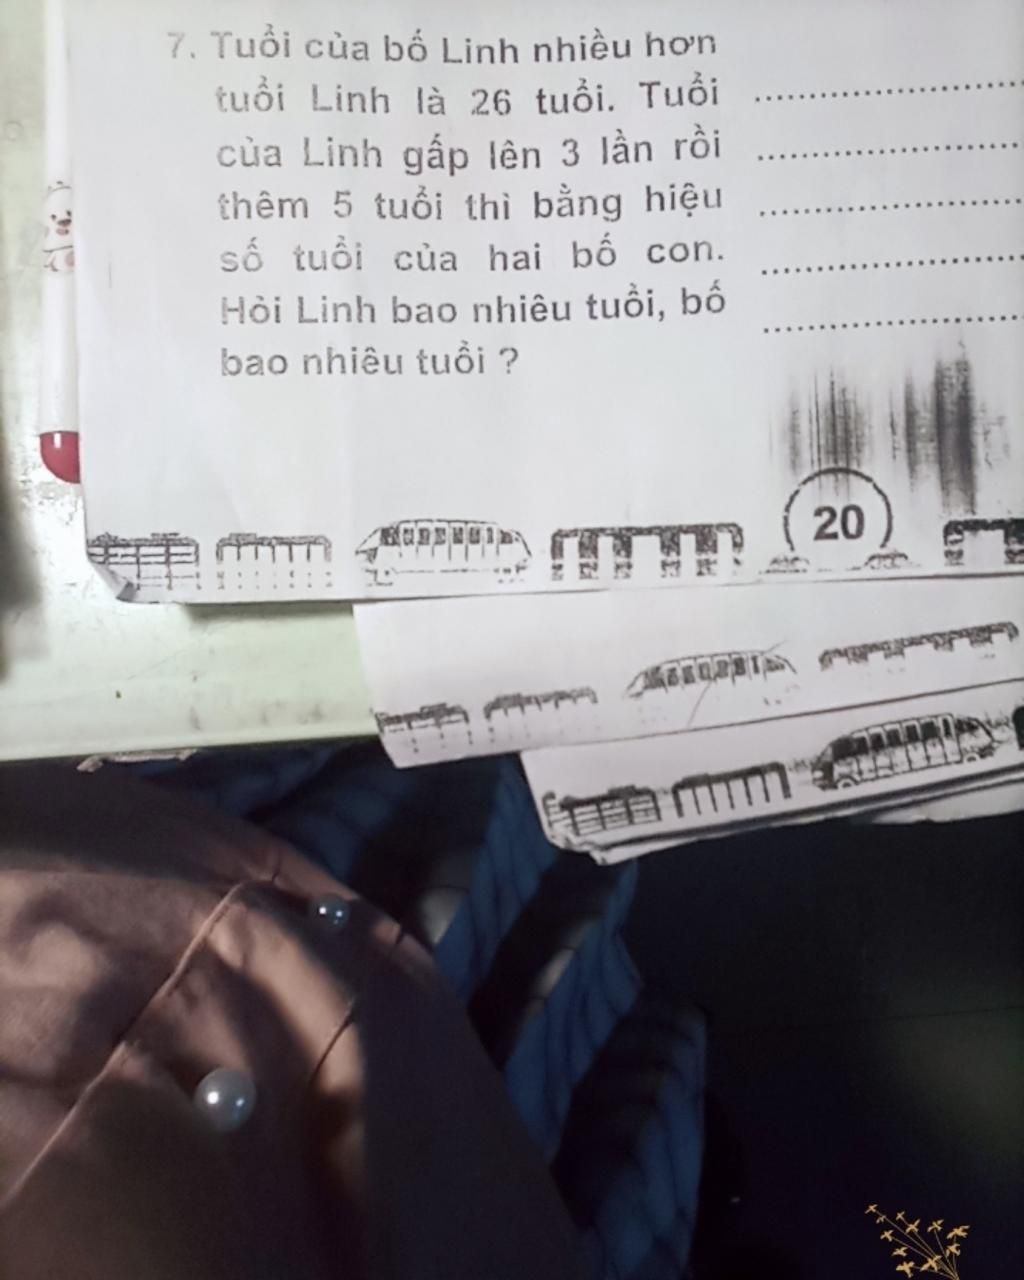 7. Tuổi của bố Linh nhiều hơn
tuổi Linh là 26 tuổi. Tuổi
của Linh gấp lên 3 lần rồi
thêm 5 tuổi thì bằng hiệu
số tuổi của hai bố con.
Hỏi Linh bao nhiêu tuổi, bố
bao nhiêu tuổi ?
20